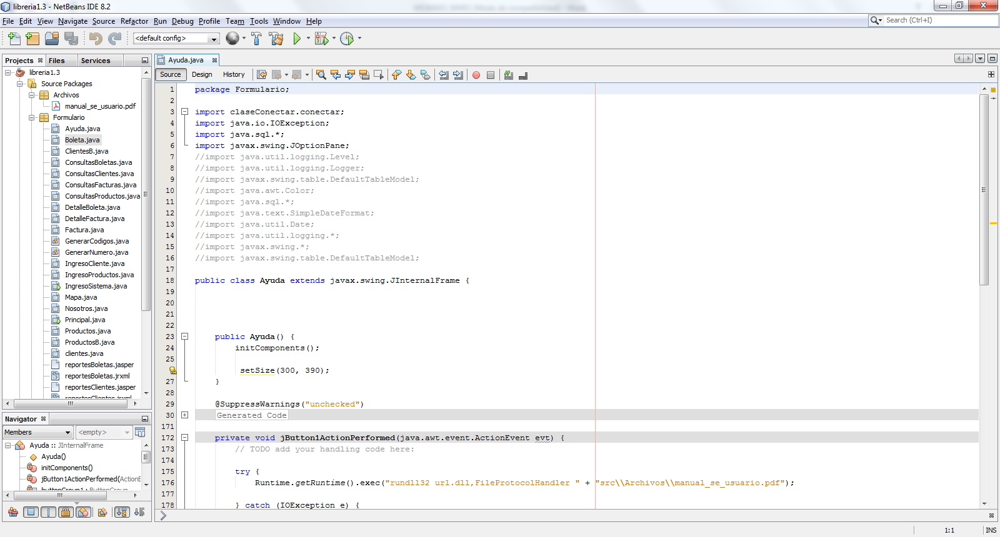 libreria1.3 - NetBeans IDE 8.2
File Edit View Navigate Source Refactor Run Debug Profile Team Tools Window Help
Search (Ctrl+I)
<default config>
Projects Files Services
libreria1.3
Source Packages
Archivos
manual_se_usuario.pdf
Formulario
Ayuda.java
Boleta.java
ClientesB.java
ConsultasBoletas.java
ConsultasClientes.java
ConsultasFacturas.java
ConsultasProductos.java
DetalleBoleta.java
DetalleFactura.java
Factura.java
GenerarCodigos.java
GenerarNumero.java
IngresoCliente.java
IngresoProductos.java
IngresoSistema.java
Mapa.java
Nosotros.java
Principal.java
Productos.java
ProductosB.java
clientes.java
reportesBoletas.jasper
reportesBoletas.jrxml
reportesClientes.jasper
reportesClientes.jrxml
Navigator
Members <empty>
Ayuda :: JInternalFrame
Ayuda()
initComponents()
jButton1ActionPerformed(ActionE
buttonGroup1 : ButtonGroup
Ayuda.java
Source Design History
1 package Formulario;
2
3 import claseConectar.conectar;
4 import java.io.IOException;
5 import java.sql.*;
6 import javax.swing.JOptionPane;
7 //import java.util.logging.Level;
8 //import java.util.logging.Logger;
9 //import javax.swing.table.DefaultTableModel;
10 //import java.awt.Color;
11 //import java.sql.*;
12 //import java.text.SimpleDateFormat;
13 //import java.util.Date;
14 //import java.util.logging.*;
15 //import javax.swing.*;
16 //import javax.swing.table.DefaultTableModel;
17
18 public class Ayuda extends javax.swing.JInternalFrame {
19
20
21
22
23 public Ayuda() {
24 initComponents();
25
setSize(300, 390);
27 }
28
29 @SuppressWarnings("unchecked")
30 Generated Code
171
172 private void jButton1ActionPerformed(java.awt.event.ActionEvent evt) {
173 // TODO add your handling code here:
174
175 try {
176 Runtime.getRuntime().exec("rundll32 url.dll,FileProtocolHandler " + "src\\Archivos\\manual_se_usuario.pdf");
177
178 } catch (IOException e) {
1:1 INS